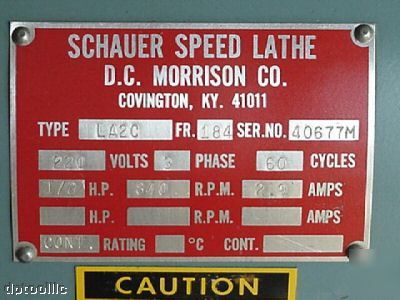 SCHAUER SPEED LATHE
D.C. MORRISON CO.
COVINGTON, KY. 41011
TYPE LA2C FR. 184 SER.NO. 40677M
220 VOLTS 3 PHASE 60 CYCLES
H.P. R.P.M. AMPS
H.P. R.P.M. AMPS
CONT. RATING °C CONT.
CAUTION
dptoolllc